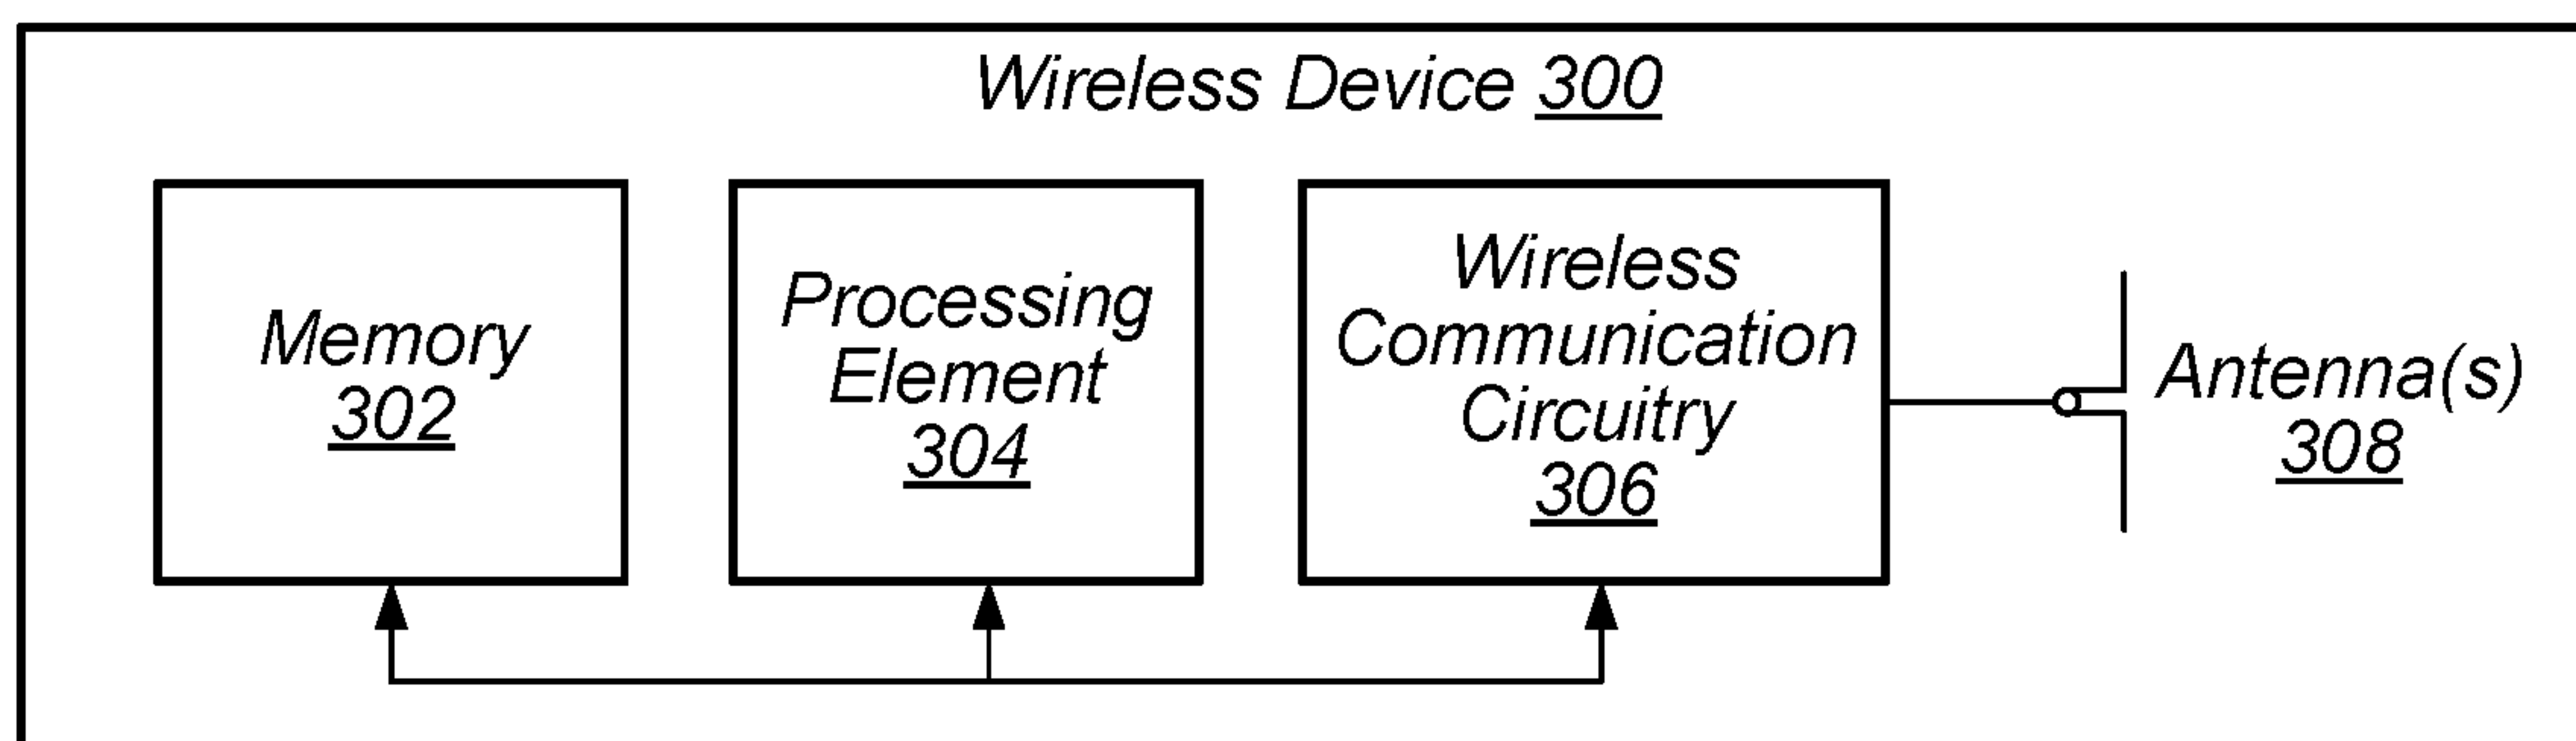 Wireless Device 300
Memory
302
Processing
Element
304
Wireless
Communication
Circuitry
306
Antenna(s)
308